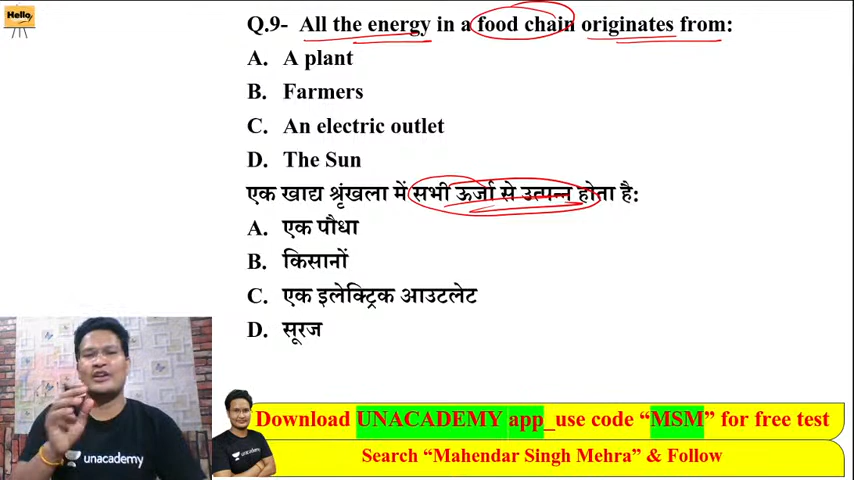 Hello
Q.9- All the energy in a food chain originates from:
A. A plant
B. Farmers
C. An electric outlet
D. The Sun
एक खाद्य श्रृंखला में सभी ऊर्जा से उत्पन्न होता है:
A. एक पौधा
B. किसानों
C. एक इलेक्ट्रिक आउटलेट
D. सूरज
unacademy
unacademy
Download UNACADEMY app_use code “MSM” for free test
Search “Mahendar Singh Mehra” & Follow